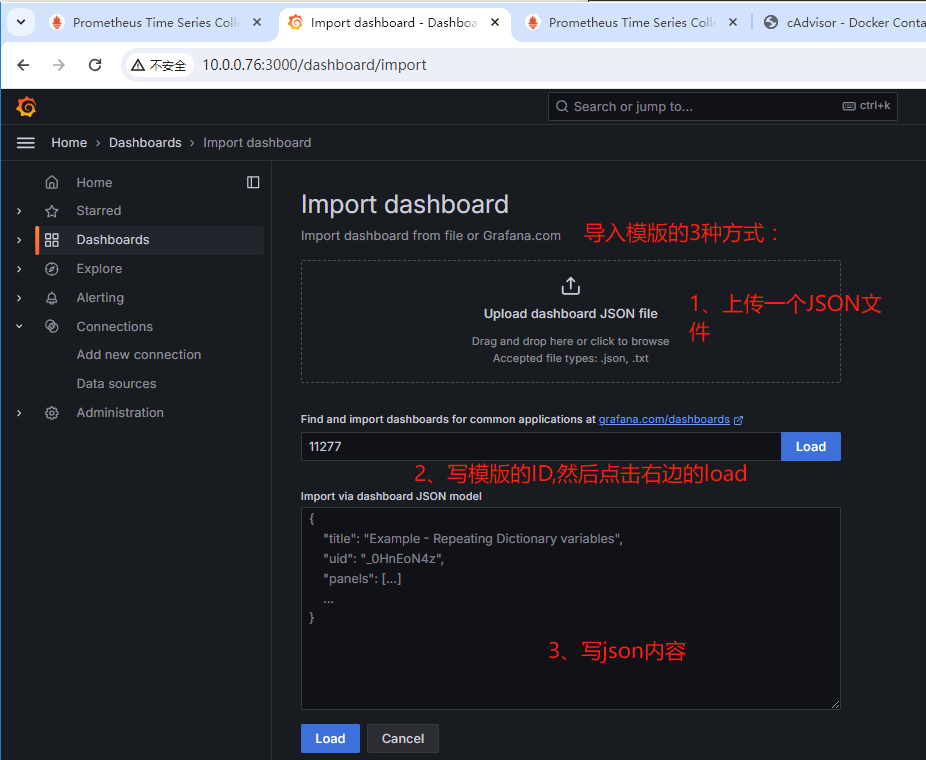 Prometheus Time Series Colle
Import dashboard - Dashboa
Prometheus Time Series Colle
cAdvisor - Docker Conta
不安全
10.0.0.76:3000/dashboard/import
Search or jump to...
ctrl+k
Home › Dashboards › Import dashboard
Home
Starred
Dashboards
Explore
Alerting
Connections
Add new connection
Data sources
Administration
Import dashboard
Import dashboard from file or Grafana.com
导入模版的3种方式：
Upload dashboard JSON file
Drag and drop here or click to browse
Accepted file types: .json, .txt
1、上传一个JSON文
件
Find and import dashboards for common applications at grafana.com/dashboards
11277
Load
2、写模版的ID,然后点击右边的load
Import via dashboard JSON model
{
"title": "Example - Repeating Dictionary variables",
"uid": "_0HnEoN4z",
"panels": [...]
...
}
3、写json内容
Load
Cancel